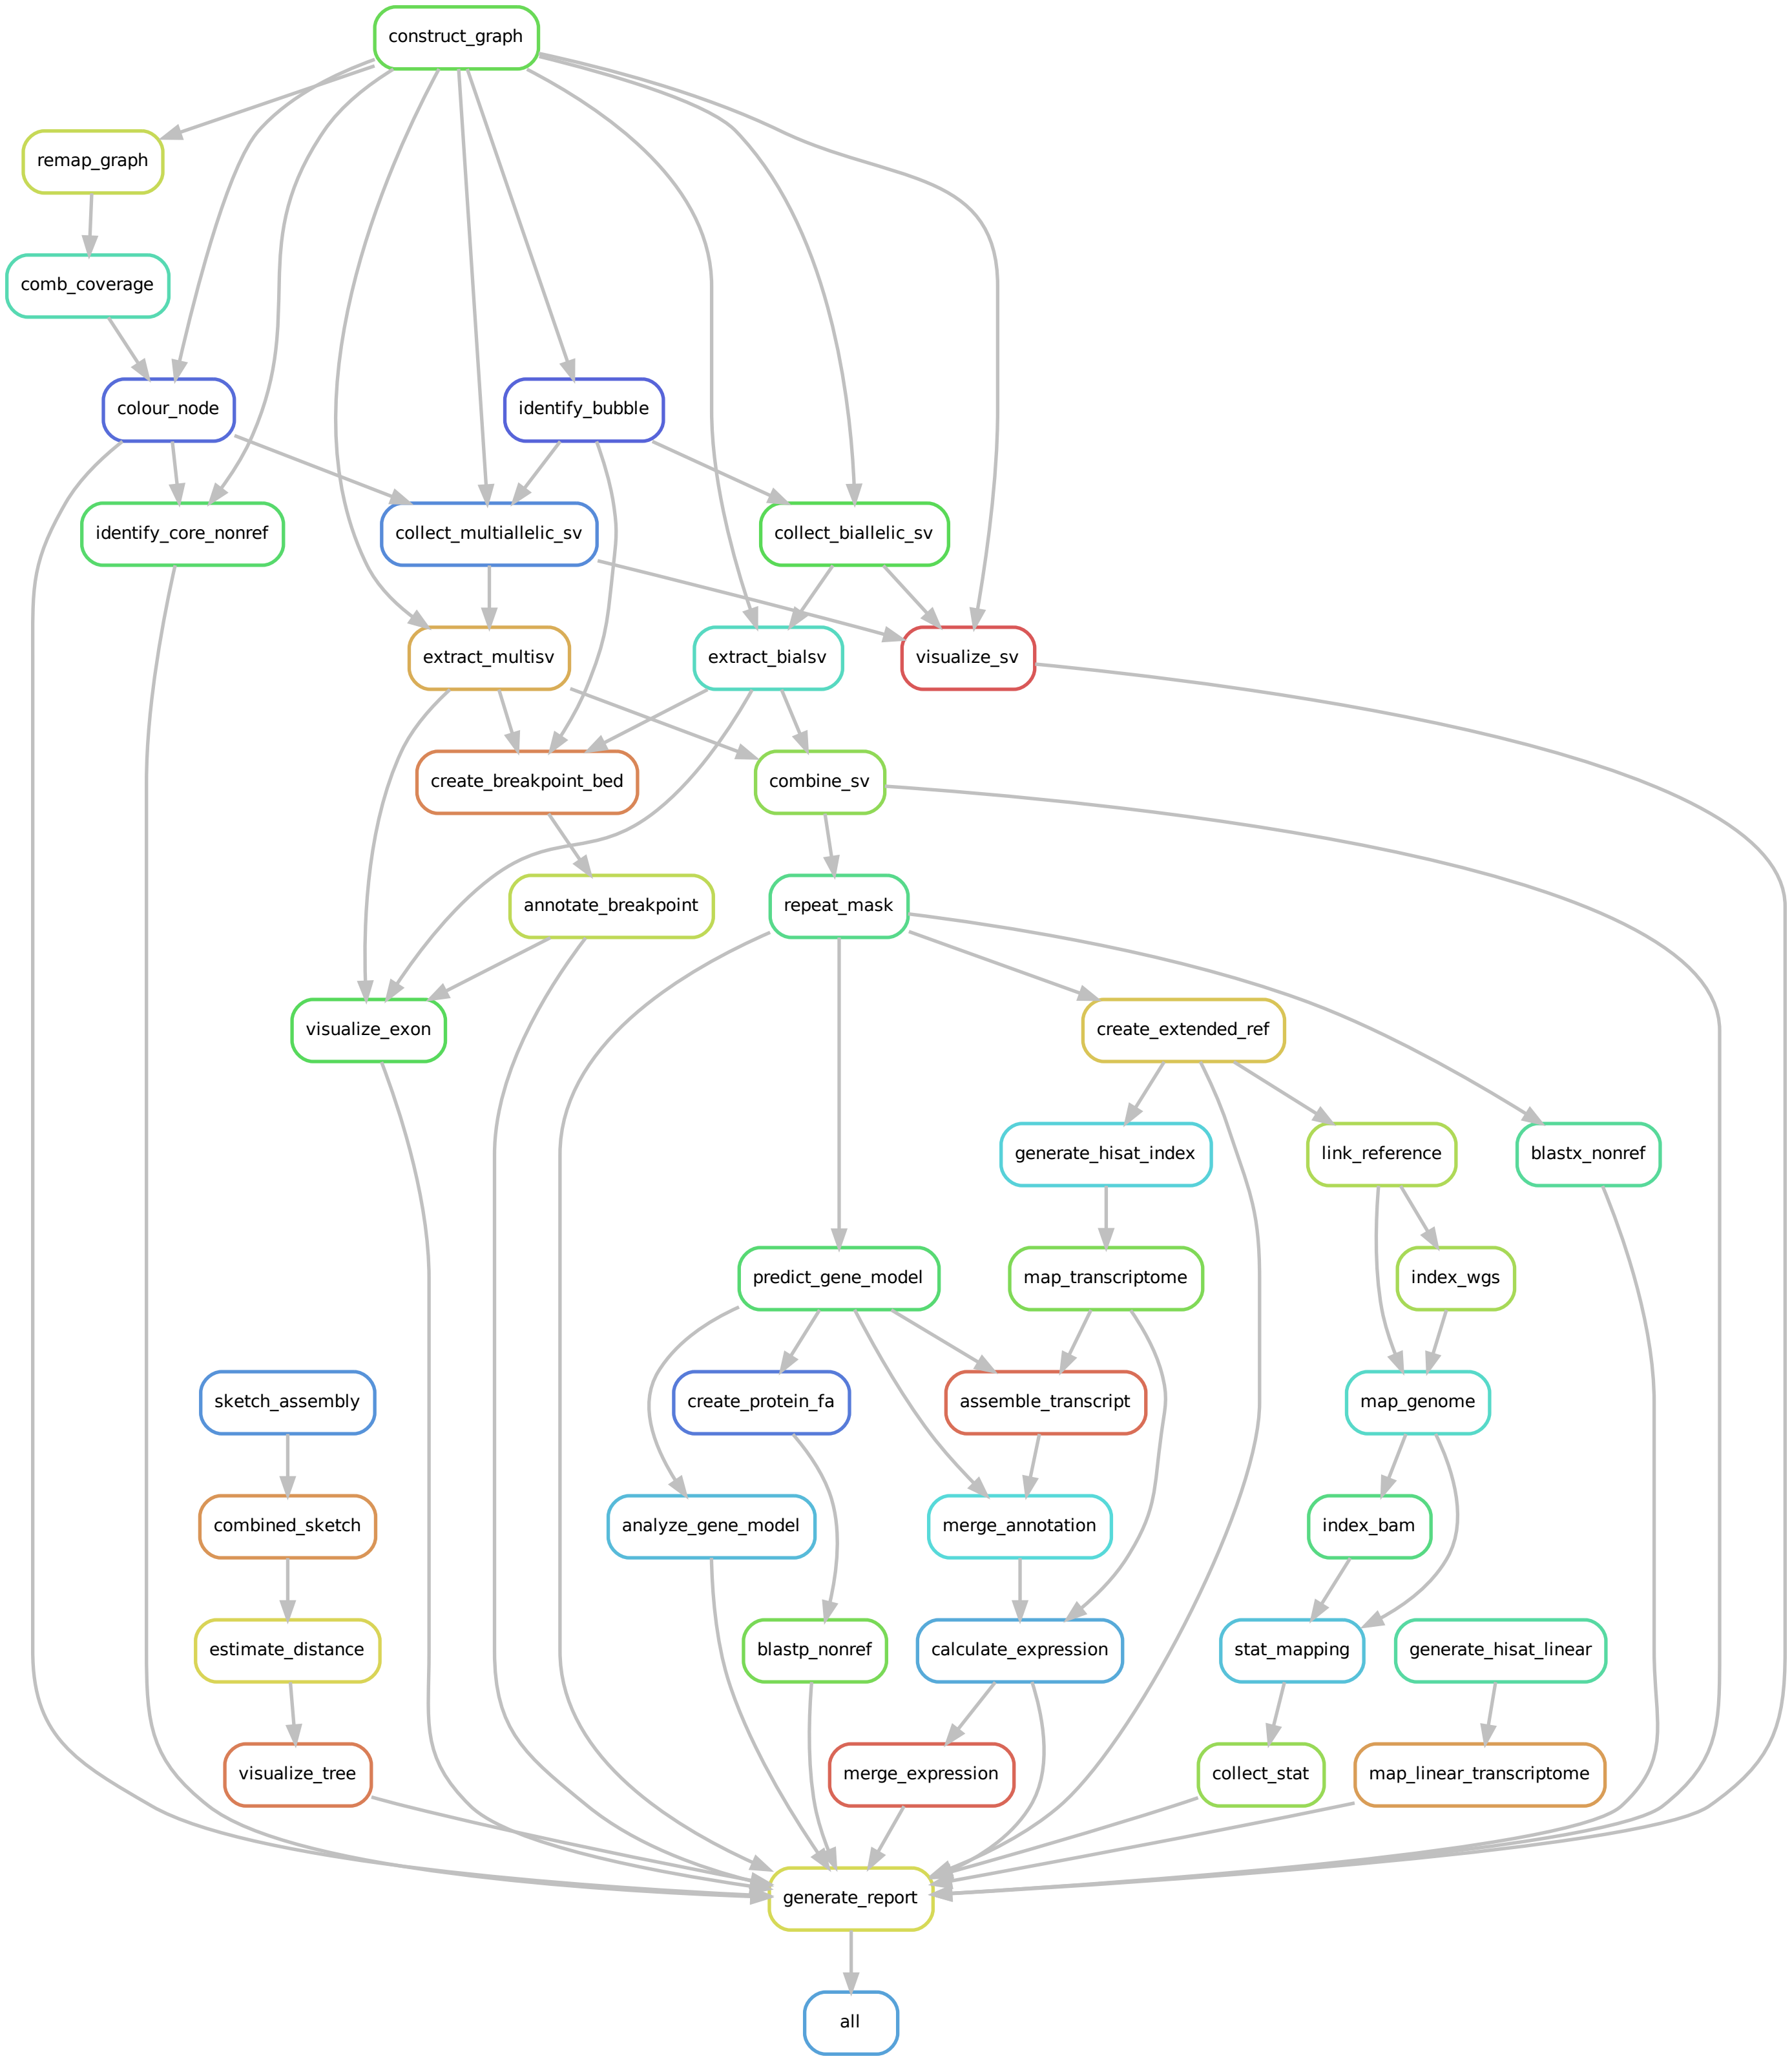 construct_graph
remap_graph
comb_coverage
colour_node
identify_bubble
identify_core_nonref
collect_multiallelic_sv
collect_biallelic_sv
extract_multisv
extract_bialsv
visualize_sv
create_breakpoint_bed
combine_sv
annotate_breakpoint
repeat_mask
visualize_exon
create_extended_ref
generate_hisat_index
link_reference
blastx_nonref
predict_gene_model
map_transcriptome
index_wgs
sketch_assembly
create_protein_fa
assemble_transcript
map_genome
combined_sketch
analyze_gene_model
merge_annotation
index_bam
estimate_distance
blastp_nonref
calculate_expression
stat_mapping
generate_hisat_linear
visualize_tree
merge_expression
collect_stat
map_linear_transcriptome
generate_report
all